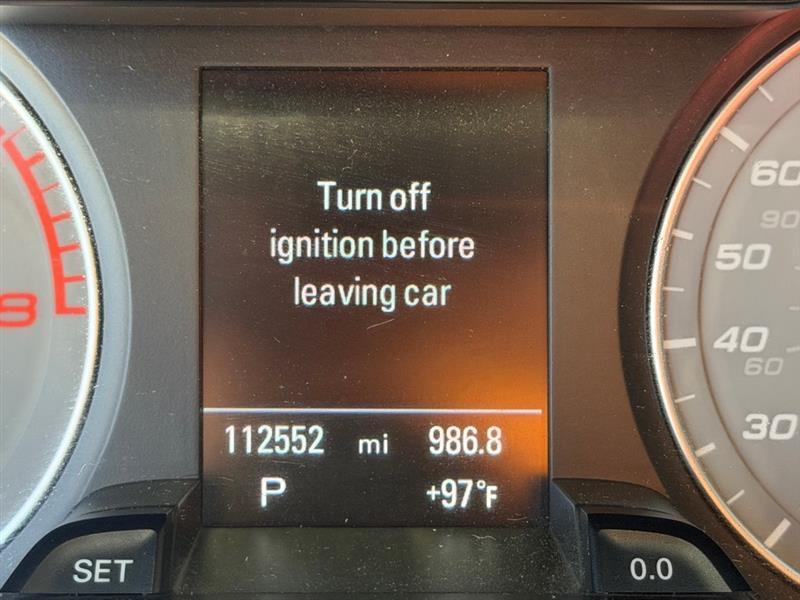 Turn off
ignition before
leaving car
112552 mi 986.8
P +97°F
SET
0.0
8
60
90
50
40
60
30